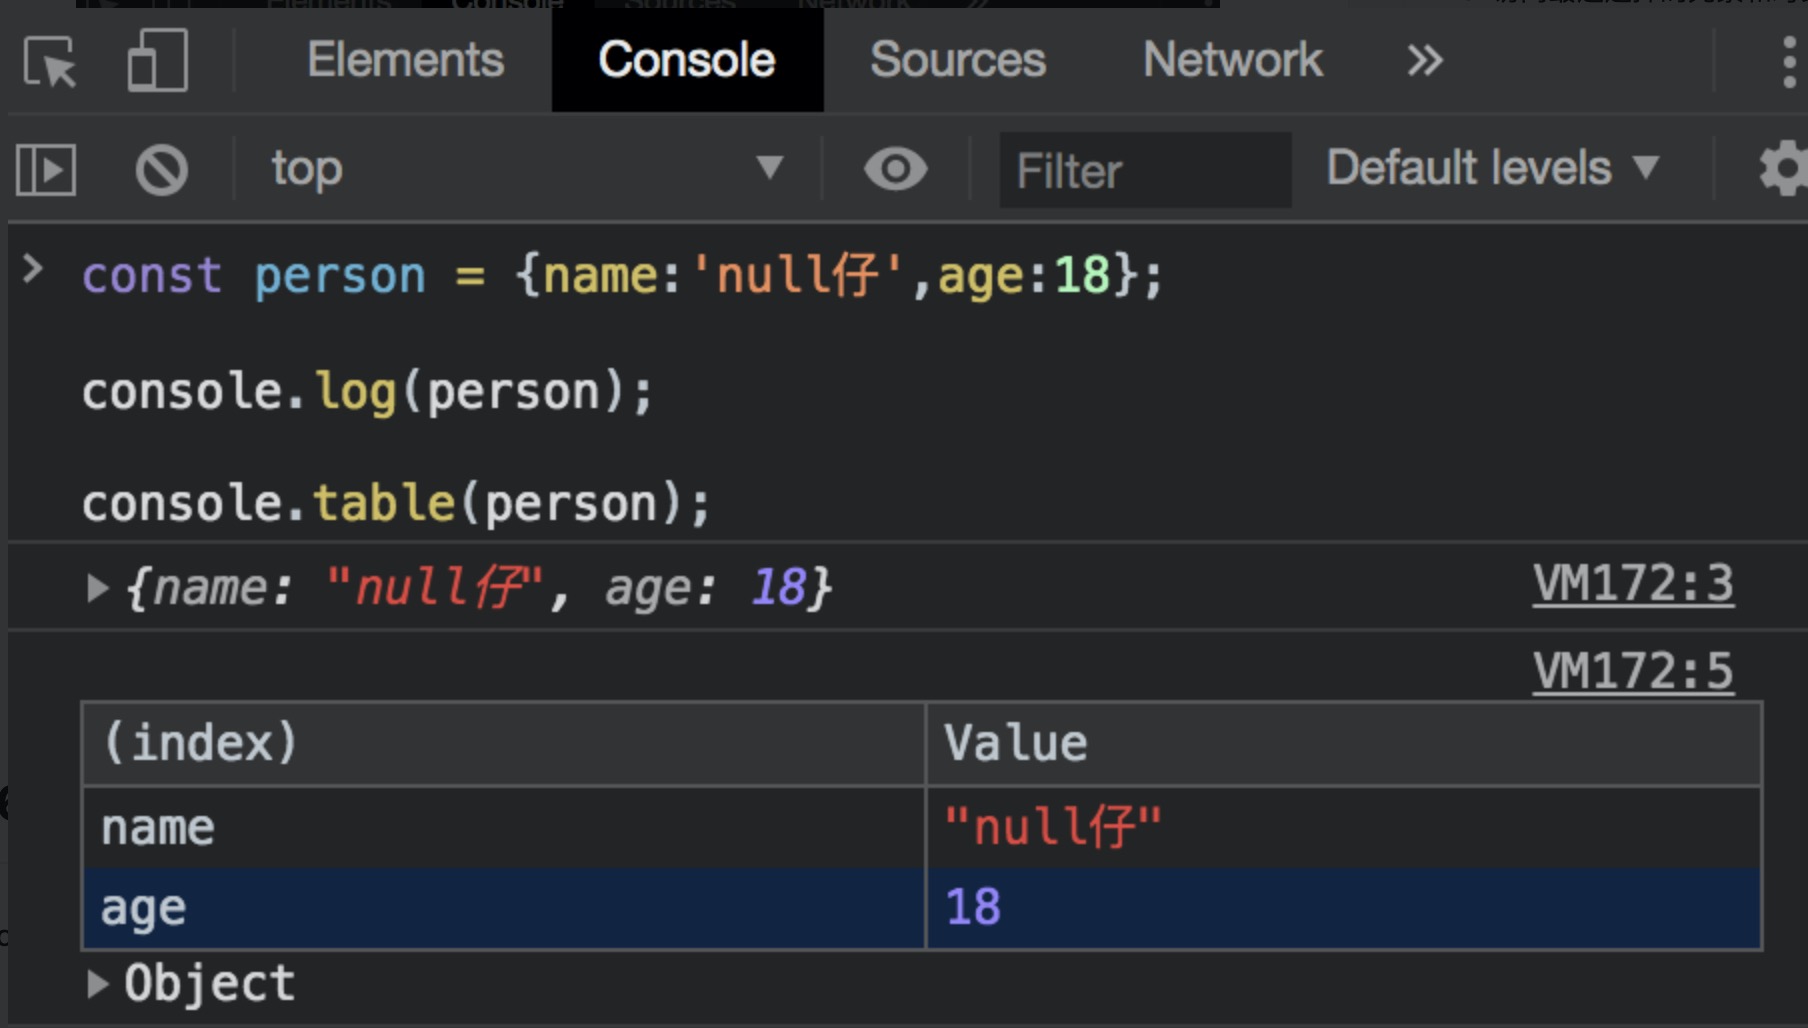 Elements Console Sources Network »
top Filter Default levels
> const person = {name:'null仔',age:18};
console.log(person);
console.table(person);
{name: "null仔", age: 18} VM172:3
VM172:5
(index) Value
name "null仔"
age 18
Object